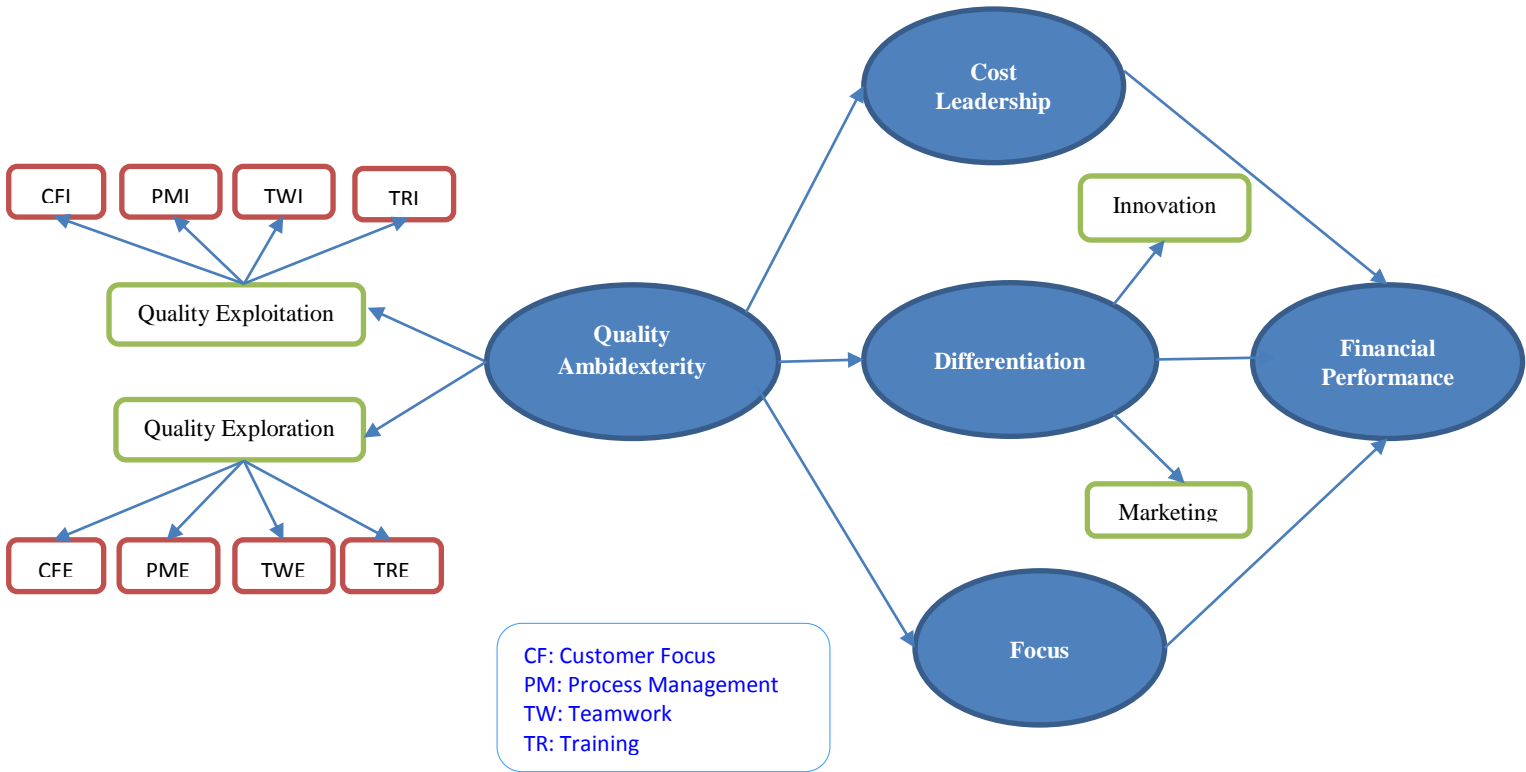 Cost
Leadership
CFI
PMI
TWI
TRI
Innovation
Quality Exploitation
Quality
Ambidexterity
Differentiation
Financial
Performance
Quality Exploration
Marketing
CFE
PME
TWE
TRE
Focus
CF: Customer Focus
PM: Process Management
TW: Teamwork
TR: Training